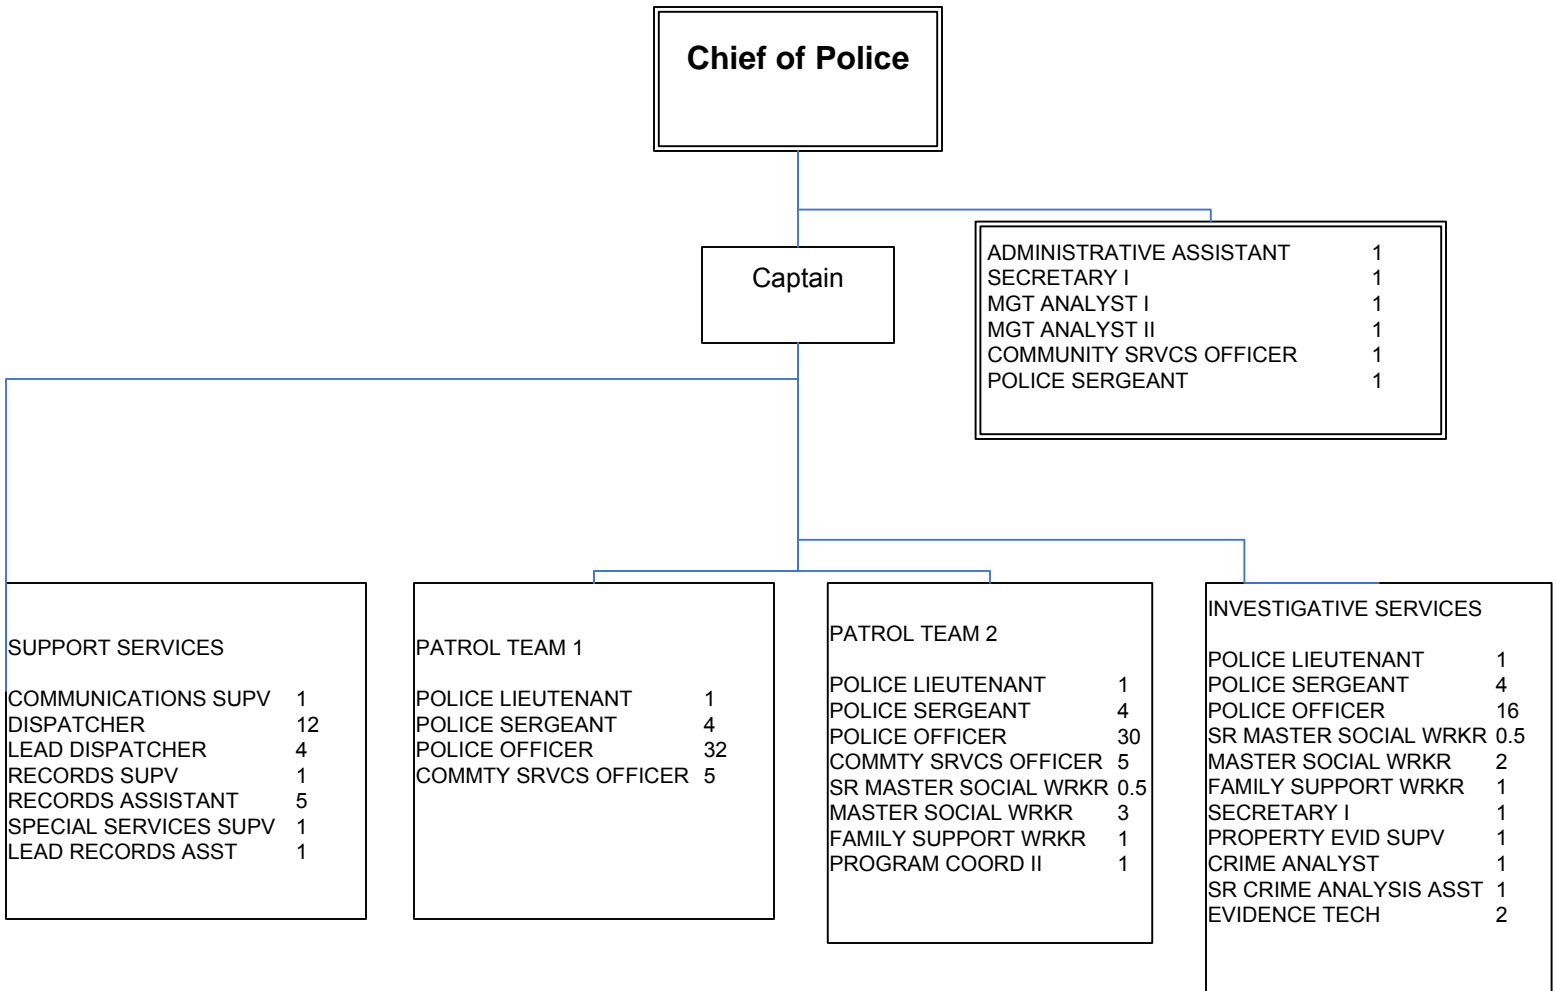 Chief of Police
Captain
ADMINISTRATIVE ASSISTANT 1
SECRETARY I 1
MGT ANALYST I 1
MGT ANALYST II 1
COMMUNITY SRVCS OFFICER 1
POLICE SERGEANT 1
SUPPORT SERVICES
COMMUNICATIONS SUPV 1
DISPATCHER 12
LEAD DISPATCHER 4
RECORDS SUPV 1
RECORDS ASSISTANT 5
SPECIAL SERVICES SUPV 1
LEAD RECORDS ASST 1
PATROL TEAM 1
POLICE LIEUTENANT 1
POLICE SERGEANT 4
POLICE OFFICER 32
COMMTY SRVCS OFFICER 5
PATROL TEAM 2
POLICE LIEUTENANT 1
POLICE SERGEANT 4
POLICE OFFICER 30
COMMTY SRVCS OFFICER 5
SR MASTER SOCIAL WRKR 0.5
MASTER SOCIAL WRKR 3
FAMILY SUPPORT WRKR 1
PROGRAM COORD II 1
INVESTIGATIVE SERVICES
POLICE LIEUTENANT 1
POLICE SERGEANT 4
POLICE OFFICER 16
SR MASTER SOCIAL WRKR 0.5
MASTER SOCIAL WRKR 2
FAMILY SUPPORT WRKR 1
SECRETARY I 1
PROPERTY EVID SUPV 1
CRIME ANALYST 1
SR CRIME ANALYSIS ASST 1
EVIDENCE TECH 2